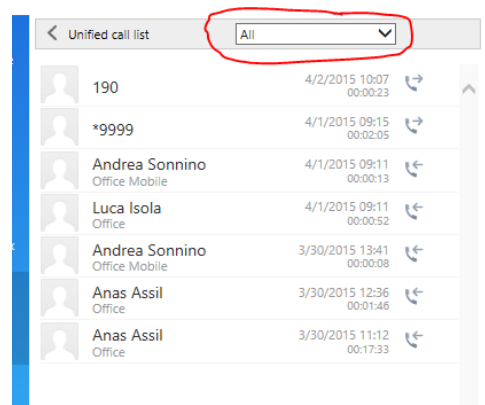 Unified call list
All
190
4/2/2015 10:07
00:00:23
*9999
4/1/2015 09:15
00:02:05
Andrea Sonnino
4/1/2015 09:11
Office Mobile
00:00:13
Luca Isola
4/1/2015 09:11
Office
00:00:52
Andrea Sonnino
3/30/2015 13:41
Office Mobile
00:00:08
Anas Assil
3/30/2015 12:36
Office
00:01:46
Anas Assil
3/30/2015 11:12
Office
00:17:33